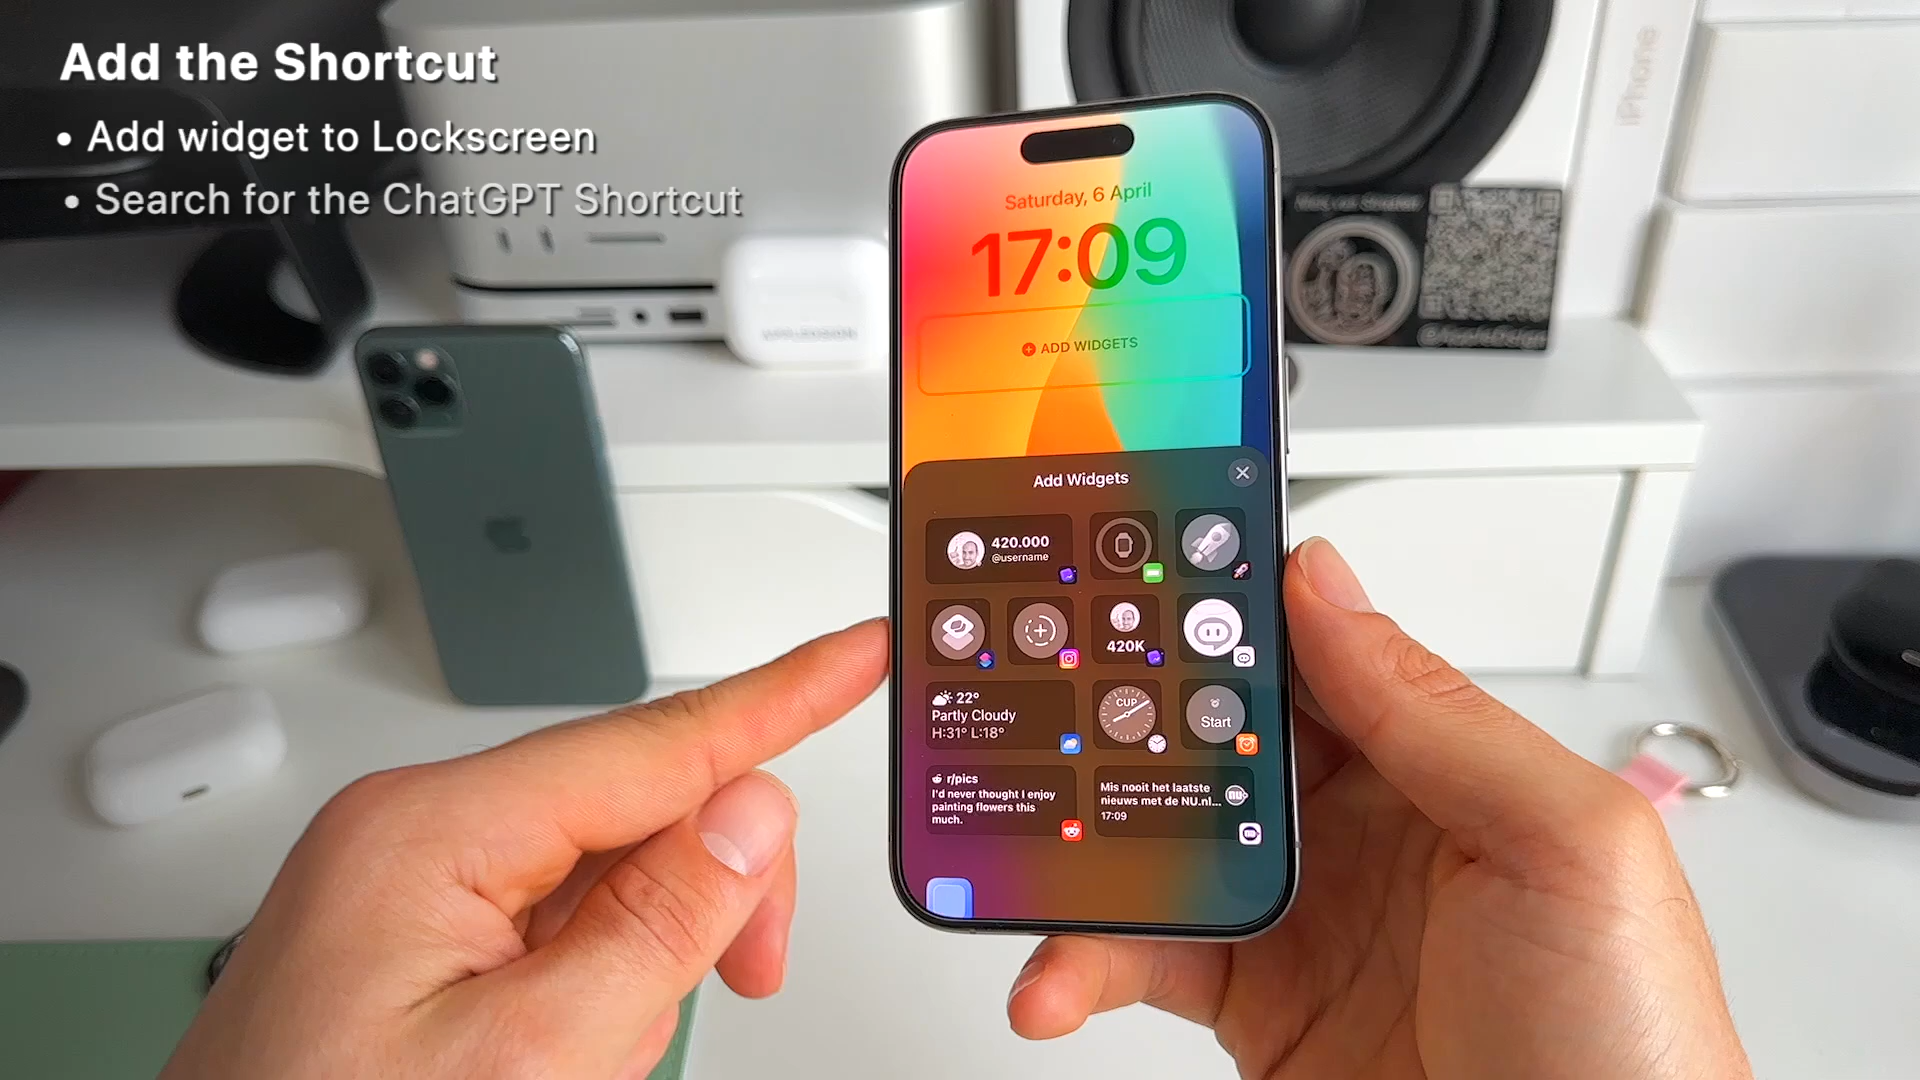 Add the Shortcut
• Add widget to Lockscreen
• Search for the ChatGPT Shortcut
iPhone
Saturday, 6 April
17:09
ADD WIDGETS
Add Widgets
420.000
@username
420K
22°
Partly Cloudy
H:31° L:18°
CUP
Start
r/pics
I'd never thought I enjoy
painting flowers this
much.
Mis nooit het laatste
nieuws met de NU.nl...
17:09
nu